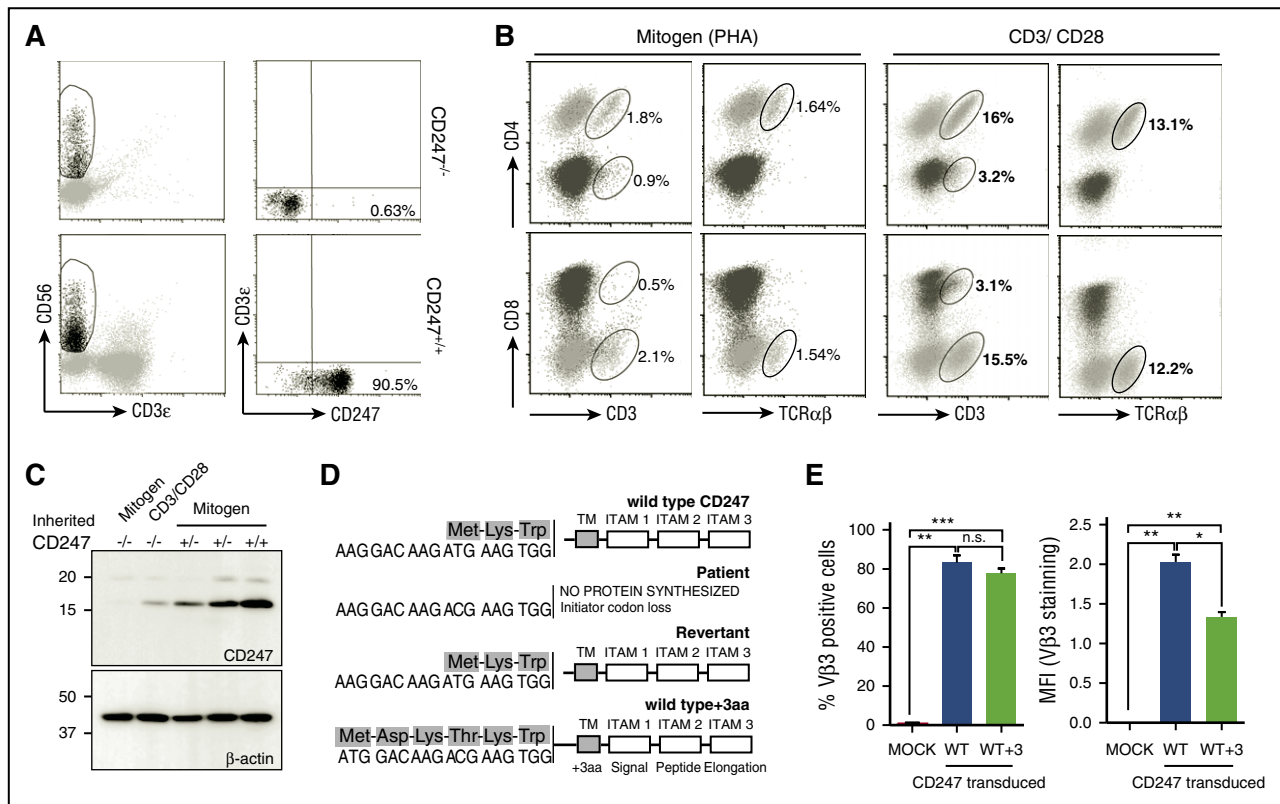 A
CD56
CD3ε
CD3ε
CD247
0.63%
90.5%
CD247-/-
CD247+/+
B
Mitogen (PHA)
CD3/ CD28
CD4
1.8%
0.9%
1.64%
16%
3.2%
13.1%
CD8
0.5%
2.1%
1.54%
3.1%
15.5%
12.2%
CD3
TCRαβ
CD3
TCRαβ
C
Mitogen
CD3/CD28
Mitogen
Inherited
CD247
-/- -/- +/- +/- +/+
20
15
CD247
50
37
β-actin
D
wild type CD247
Met-Lys-Trp
TM ITAM 1 ITAM 2 ITAM 3
AAG GAC AAG ATG AAG TGG
Patient
NO PROTEIN SYNTHESIZED
AAG GAC AAG ACG AAG TGG
Initiator codon loss
Revertant
TM ITAM 1 ITAM 2 ITAM 3
Met-Lys-Trp
AAG GAC AAG ATG AAG TGG
wild type+3aa
TM ITAM 1 ITAM 2 ITAM 3
Met-Asp-Lys-Thr-Lys-Trp
ATG GAC AAG ACG AAG TGG
+3aa Signal Peptide Elongation
E
% Vβ3 positive cells
100
80
60
40
20
0
***
** n.s.
MOCK WT WT+3
CD247 transduced
MFI (Vβ3 stainning)
2.5
2.0
1.5
1.0
0.5
0.0
**
** *
MOCK WT WT+3
CD247 transduced